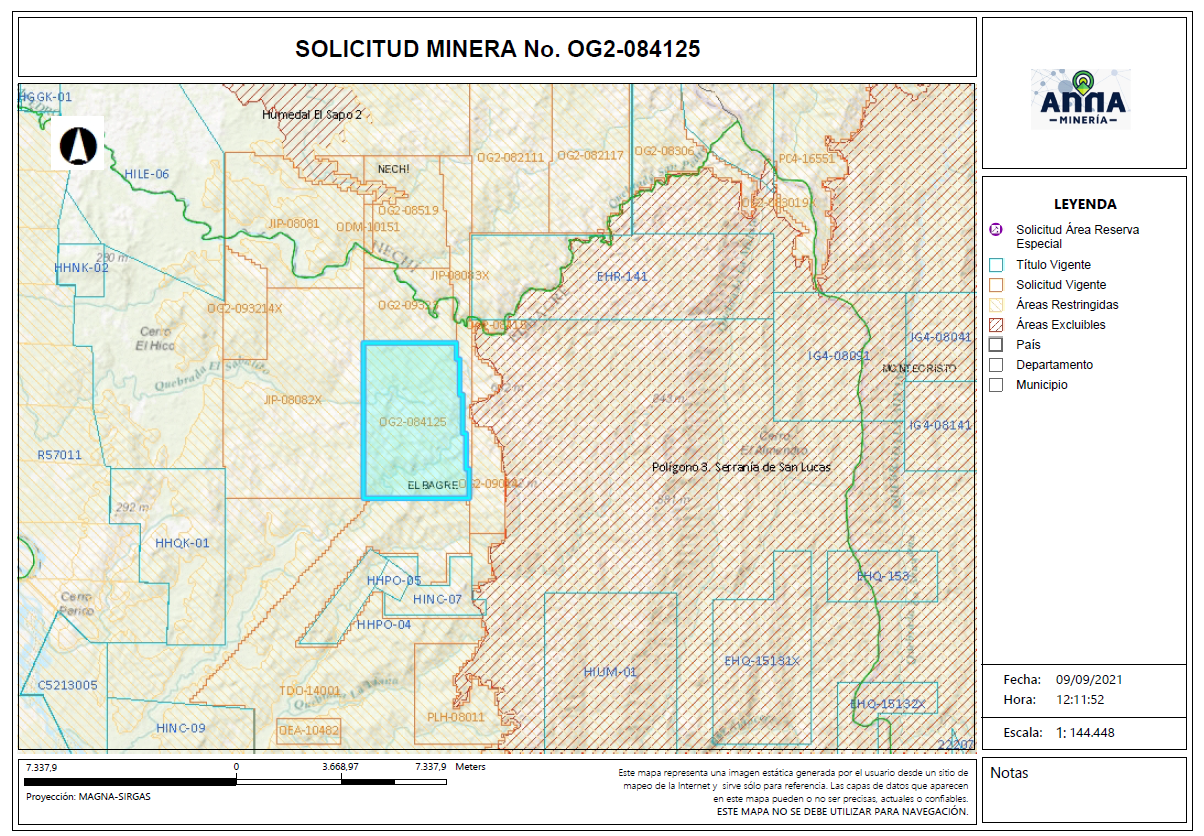 SOLICITUD MINERA No. OG2-084125
ANNA
MINERÍA
LEYENDA
Solicitud Área Reserva
Especial
Título Vigente
Solicitud Vigente
Áreas Restringidas
Áreas Excluibles
País
Departamento
Municipio
Fecha: 09/09/2021
Hora: 12:11:52
Escala: 1: 144.448
Notas
HGGK-01
Humedal El Sapo 2
HILE-06
NECHÍ
OG2-082111
OG2-082117
OG2-08306
PC4-16551
OG2-083019X
OG2-08519
JIP-08081
ODM-10151
NECHI
HHNK-02
280 m
JIP-08083X
EHR-141
OG2-093214X
Cerro
El Hico
Quebrada El Sabalito
IG4-08041
IG4-08091
MONTECRISTO
JIP-08082X
843 m
OG2-084125
IG4-08141
Cerro
El Almendro
R57011
Polígono 3. Serranía de San Lucas
EL BAGRE
292 m
HHQK-01
HHPO-05
HINC-07
EHQ-153
Cerro
Perico
HHPO-04
EHQ-15131X
HIUM-01
C5213005
TDO-14001
EHQ-15132X
PLH-08011
HINC-09
OEA-10482
22207
7.337,9 0 3.668,97 7.337,9 Meters
Proyección: MAGNA-SIRGAS
Este mapa representa una imagen estática generada por el usuario desde un sitio de
mapeo de la Internet y sirve sólo para referencia. Las capas de datos que aparecen
en este mapa pueden o no ser precisas, actuales o confiables.
ESTE MAPA NO SE DEBE UTILIZAR PARA NAVEGACIÓN.